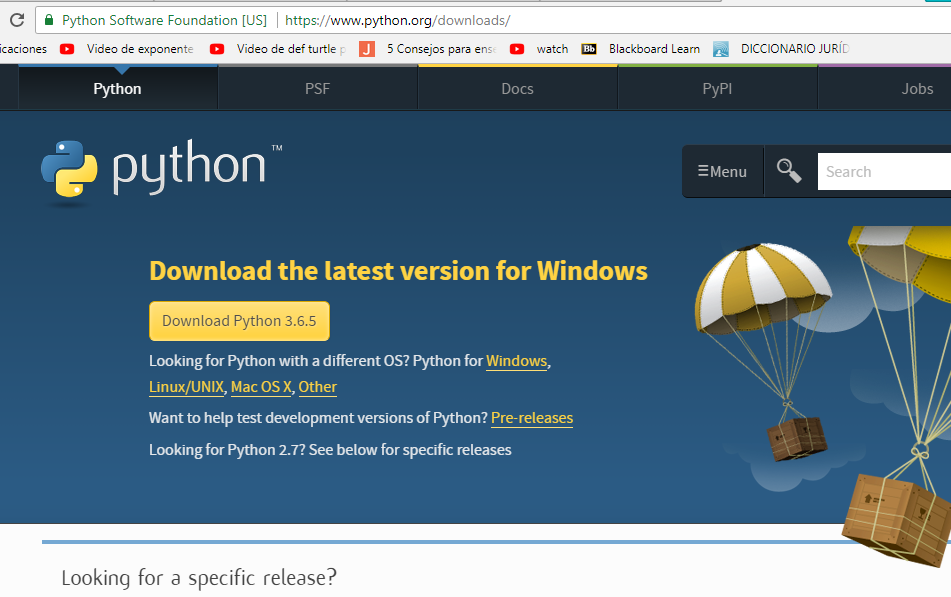 Python Software Foundation [US] https://www.python.org/downloads/
Video de exponente Video de def turtle 5 Consejos para watch Bb Blackboard Learn DICCIONARIO
Python PSF Docs PyPI Jobs
python™
☰Menu Search
Download the latest version for Windows
Download Python 3.6.5
Looking for Python with a different OS? Python for Windows,
Linux/UNIX, Mac OS X, Other
Want to help test development versions of Python? Pre-releases
Looking for Python 2.7? See below for specific releases
Looking for a specific release?